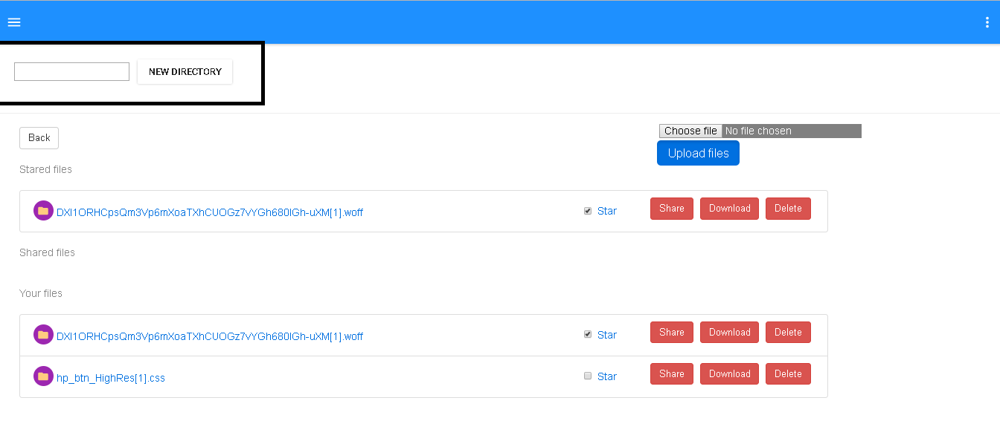 NEW DIRECTORY
Back
Choose file No file chosen
Upload files
Stared files
DXI1ORHCpsQm3Vp6mXoaTXhCUOGz7vYGh680lGh-uXM[1].woff Star Share Download Delete
Shared files
Your files
DXI1ORHCpsQm3Vp6mXoaTXhCUOGz7vYGh680lGh-uXM[1].woff Star Share Download Delete
hp_btn_HighRes[1].css Star Share Download Delete